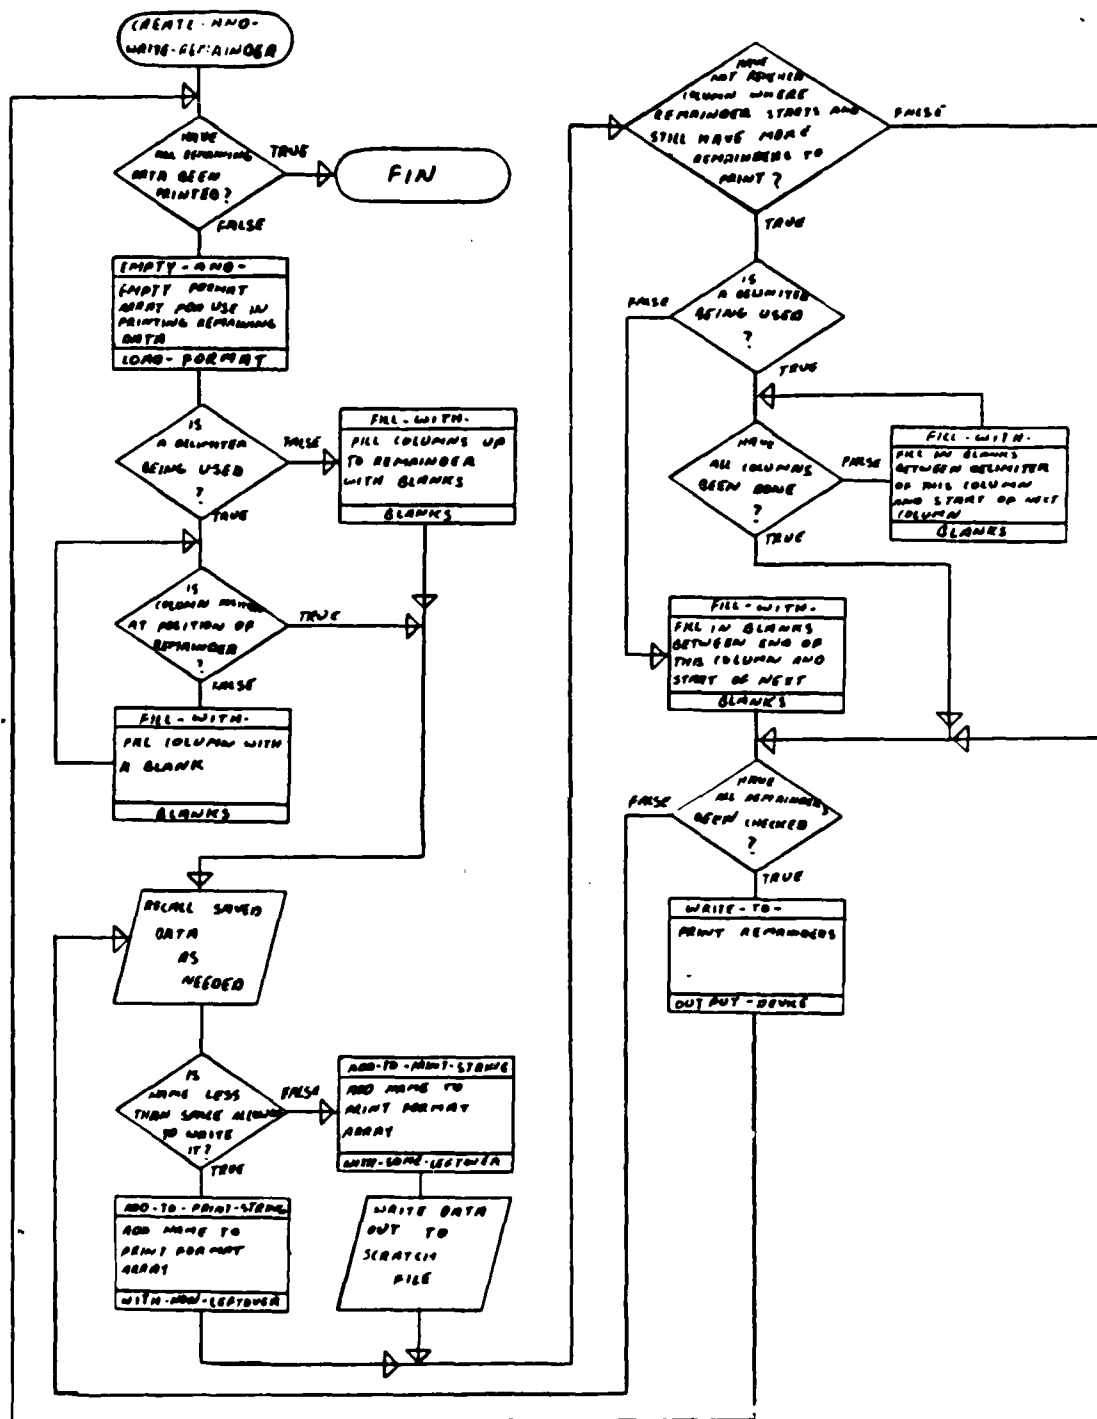 CREATE-AND-
WRITE-REMAINDER
HAVE
ALL REMAINING
DATA BEEN
PRINTED?
TRUE
FIN
FALSE
EMPTY-AND-
EMPTY FORMAT
ARRAY FOR USE IN
PRINTING REMAINING
DATA
LOAD-FORMAT
IS
A DELIMITER
BEING USED
?
FALSE
FILL-WITH-
FILL COLUMNS UP
TO REMAINDER
WITH BLANKS
BLANKS
TRUE
IS
COLUMN
AT POSITION OF
REMAINDER
?
TRUE
FALSE
FILL-WITH-
FILL COLUMN WITH
A BLANK
BLANKS
RECALL SAVED
DATA
AS
NEEDED
IS
NAME LESS
THAN SPACE ALLOWED
TO WRITE
IT?
FALSE
ADD-TO-PRINT-STRING
ADD NAME TO
PRINT FORMAT
ARRAY
WITH-SOME-LEFTOVER
TRUE
ADD-TO-PRINT-STRING
ADD NAME TO
PRINT FORMAT
ARRAY
WITH-NON-LEFTOVER
WRITE DATA
OUT TO
SCRATCH
FILE
HAVE
NOT REACHED
COLUMN WHERE
REMAINDER STARTS AND
STILL HAVE MORE
REMAINDERS TO
PRINT?
FALSE
TRUE
IS
A DELIMITER
BEING USED
?
FALSE
TRUE
HAVE
ALL COLUMNS
BEEN DONE
?
FALSE
FILL-WITH-
FILL IN BLANKS
BETWEEN DELIMITER
OF THIS COLUMN
AND START OF NEXT
COLUMN
BLANKS
TRUE
FILL-WITH-
FILL IN BLANKS
BETWEEN END OF
THIS COLUMN AND
START OF NEXT
BLANKS
HAVE
ALL REMAINDERS
BEEN CHECKED
?
FALSE
TRUE
WRITE-TO-
PRINT REMAINDERS
OUTPUT-DEVICE